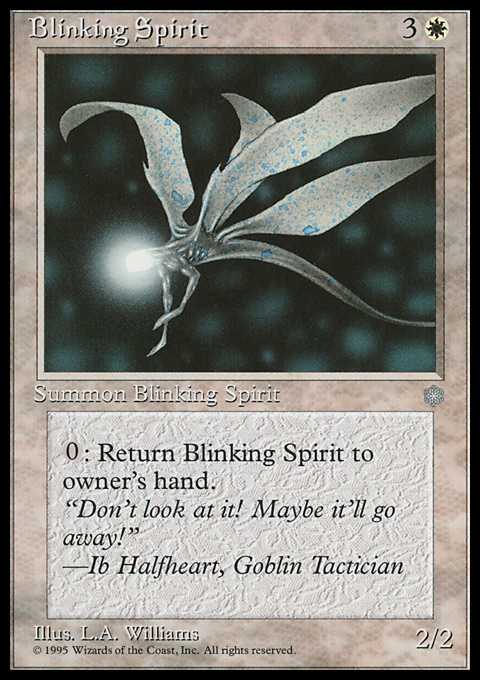 Blinking Spirit 3
Summon Blinking Spirit
0: Return Blinking Spirit to
owner's hand.
"Don't look at it! Maybe it'll go
away!"
—Ib Halfheart, Goblin Tactician
Illus. L.A. Williams
2/2
© 1995 Wizards of the Coast, Inc. All rights reserved.